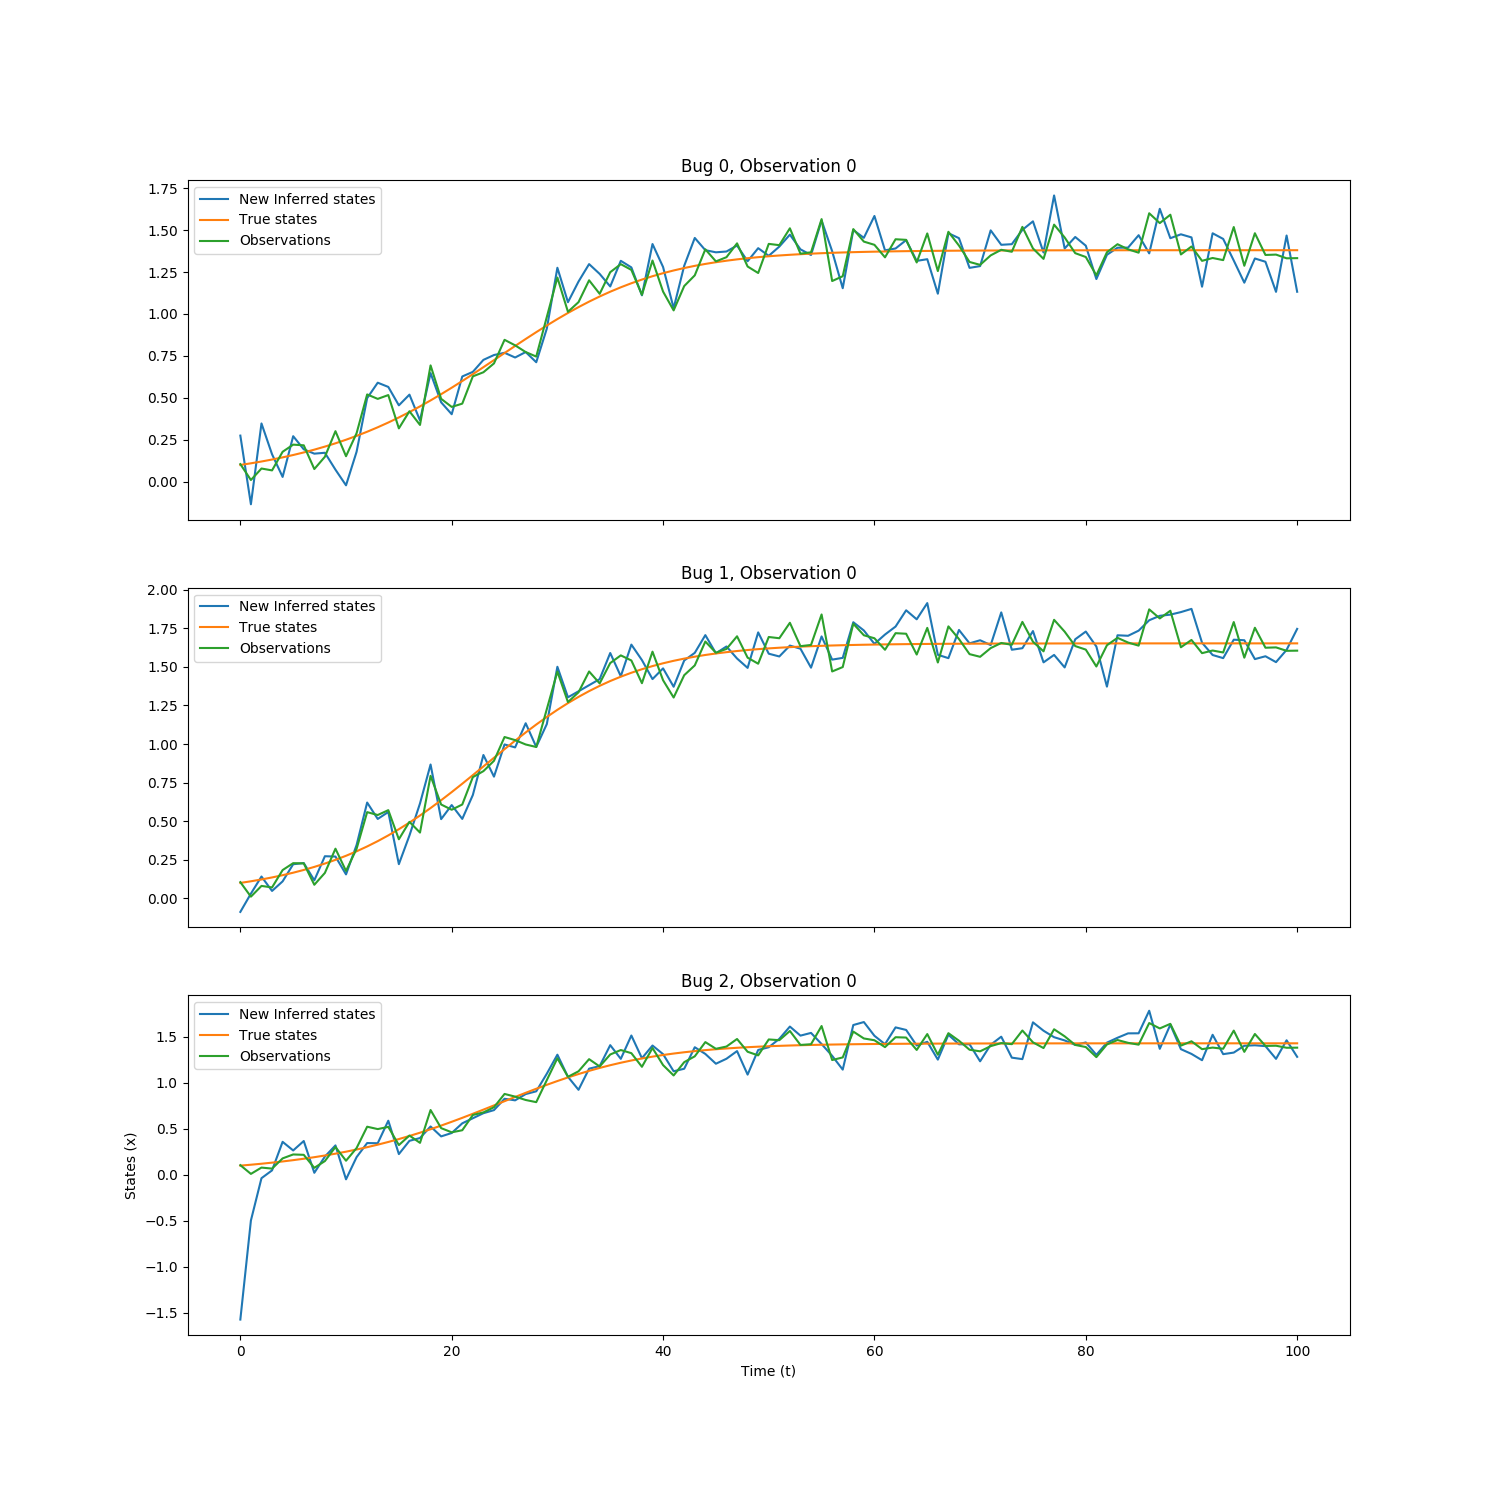 Bug 0, Observation 0
New Inferred states
True states
Observations
1.75
1.50
1.25
1.00
0.75
0.50
0.25
0.00
Bug 1, Observation 0
New Inferred states
True states
Observations
2.00
1.75
1.50
1.25
1.00
0.75
0.50
0.25
0.00
Bug 2, Observation 0
New Inferred states
True states
Observations
1.5
1.0
0.5
0.0
−0.5
−1.0
−1.5
States (x)
0 20 40 60 80 100
Time (t)